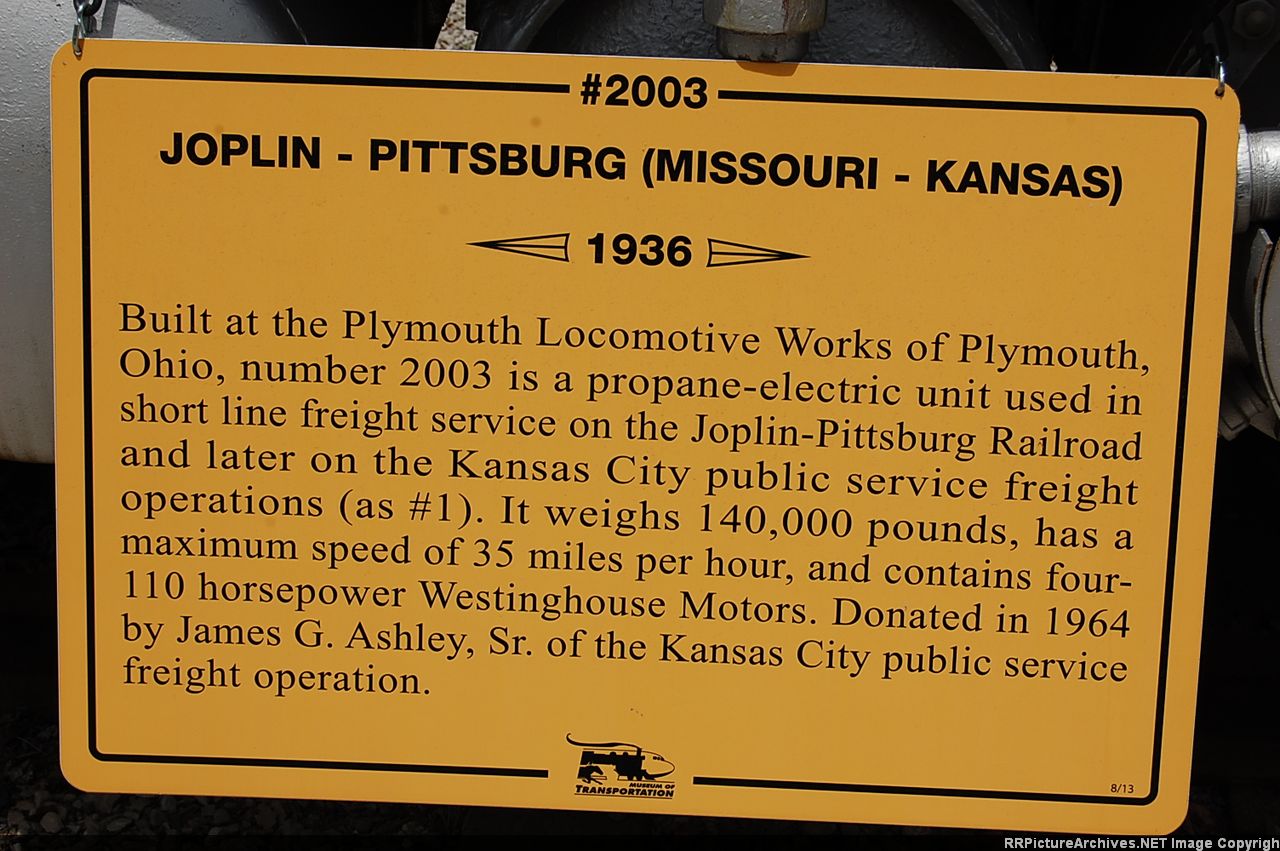 #2003
JOPLIN - PITTSBURG (MISSOURI - KANSAS)
1936
Built at the Plymouth Locomotive Works of Plymouth,
Ohio, number 2003 is a propane-electric unit used in
short line freight service on the Joplin-Pittsburg Railroad
and later on the Kansas City public service freight
operations (as #1). It weighs 140,000 pounds, has a
maximum speed of 35 miles per hour, and contains four-
110 horsepower Westinghouse Motors. Donated in 1964
by James G. Ashley, Sr. of the Kansas City public service
freight operation.
MUSEUM OF
TRANSPORTATION
8/13
RRPictureArchives.NET Image Copyrigh